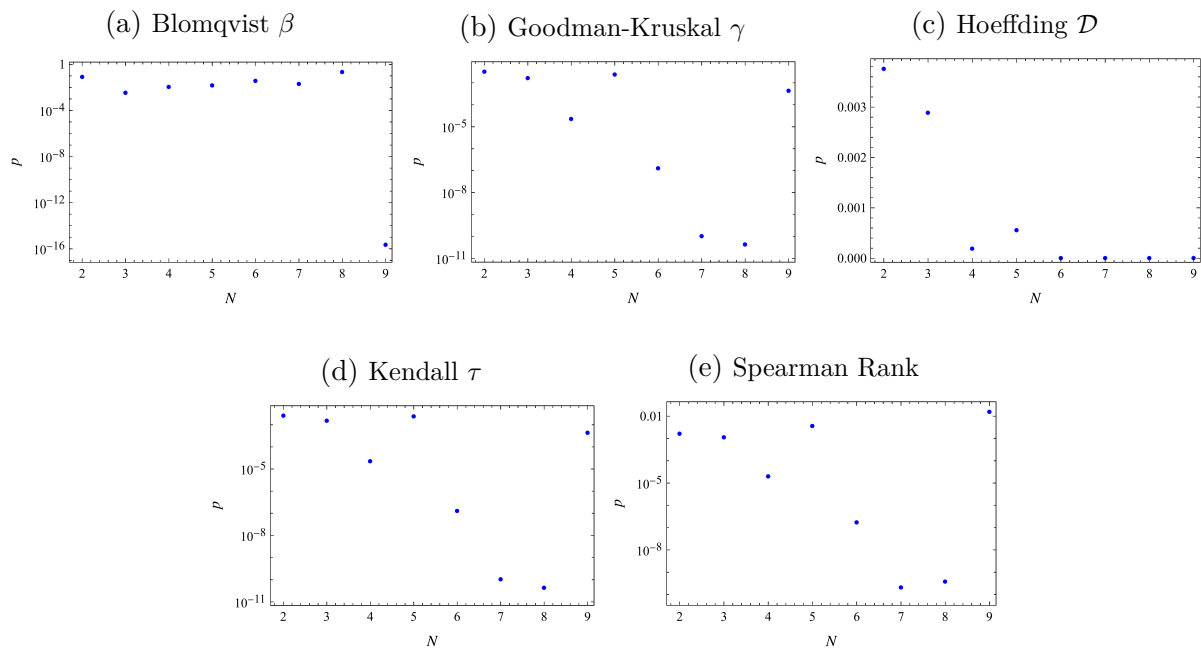 (a) Blomqvist β
(b) Goodman-Kruskal γ
(c) Hoeffding 𝒟
1
10⁻⁴
10⁻⁸
10⁻¹²
10⁻¹⁶
p
2 3 4 5 6 7 8 9
N
10⁻⁵
10⁻⁸
10⁻¹¹
p
2 3 4 5 6 7 8 9
N
0.003
0.002
0.001
0.000
p
2 3 4 5 6 7 8 9
N
(d) Kendall τ
(e) Spearman Rank
10⁻⁵
10⁻⁸
10⁻¹¹
p
2 3 4 5 6 7 8 9
N
0.01
10⁻⁵
10⁻⁸
p
2 3 4 5 6 7 8 9
N